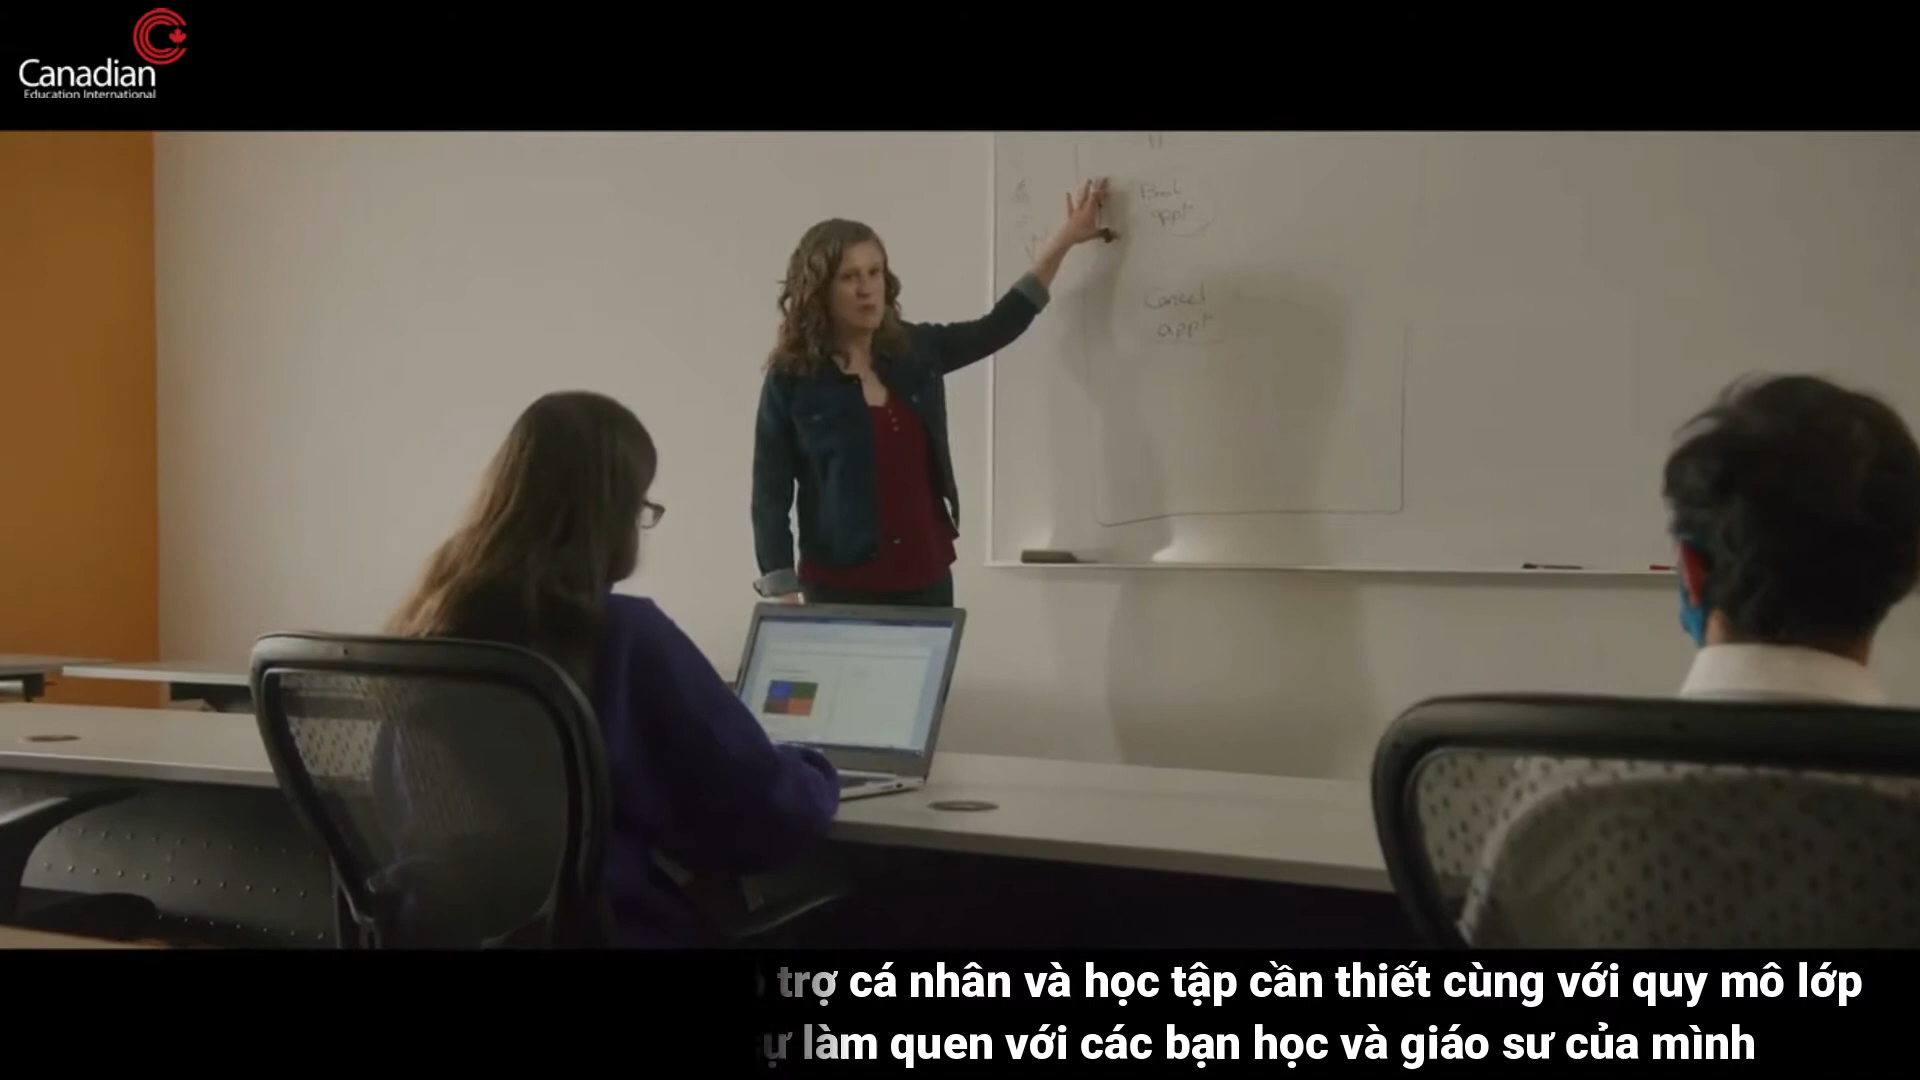 Canadian
Education International
Book
appt
Cancel
appt
trợ cá nhân và học tập cần thiết cùng với quy mô lớp
làm quen với các bạn học và giáo sư của mình